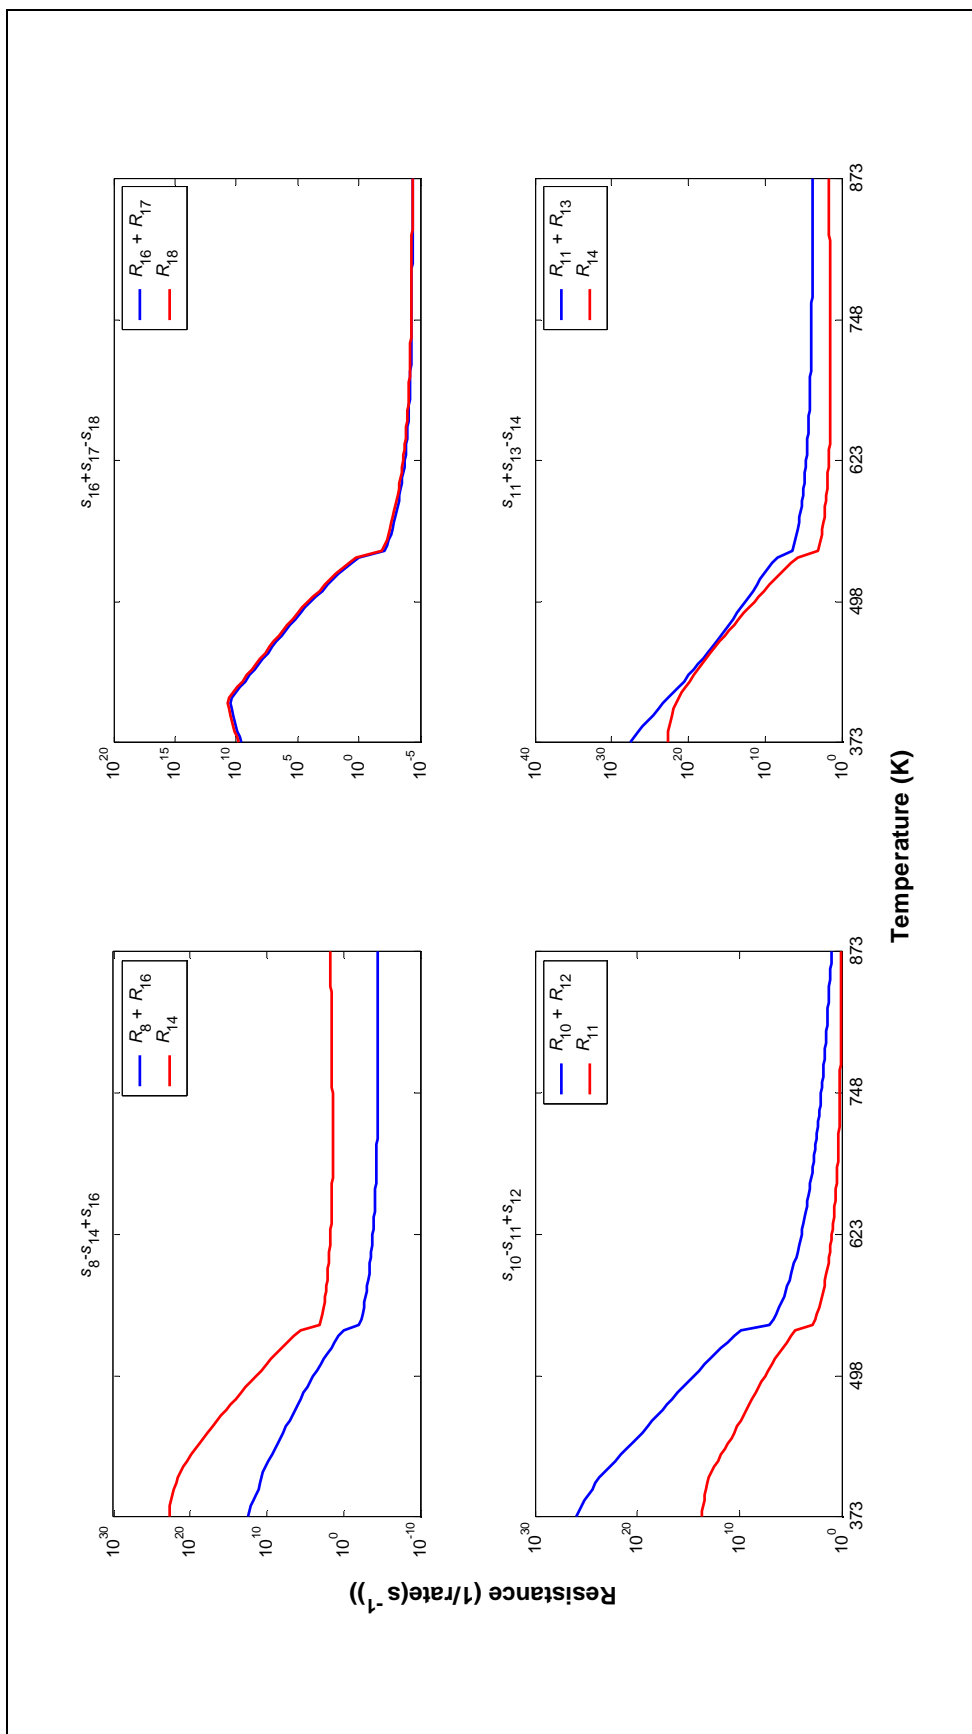 s8-s14+s16
10^30
10^20
10^10
10^0
10^-10
R8 + R16
R14
s16+s17-s18
10^20
10^15
10^10
10^5
10^0
10^-5
R16 + R17
R18
s10-s11+s12
10^30
10^20
10^10
10^0
373
498
623
748
873
R10 + R12
R11
s11+s13-s14
10^40
10^30
10^20
10^10
10^0
373
498
623
748
873
R11 + R13
R14
Resistance (1/rate(s^-1))
Temperature (K)